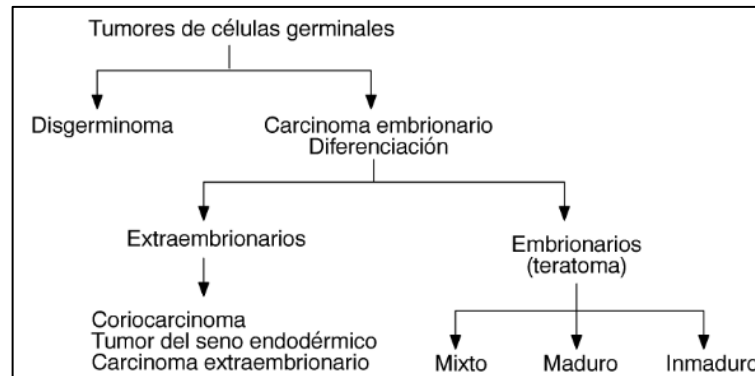 Tumores de células germinales
Disgerminoma
Carcinoma embrionario
Diferenciación
Extraembrionarios
Embrionarios
(teratoma)
Coriocarcinoma
Tumor del seno endodérmico
Carcinoma extraembrionario
Mixto
Maduro
Inmaduro